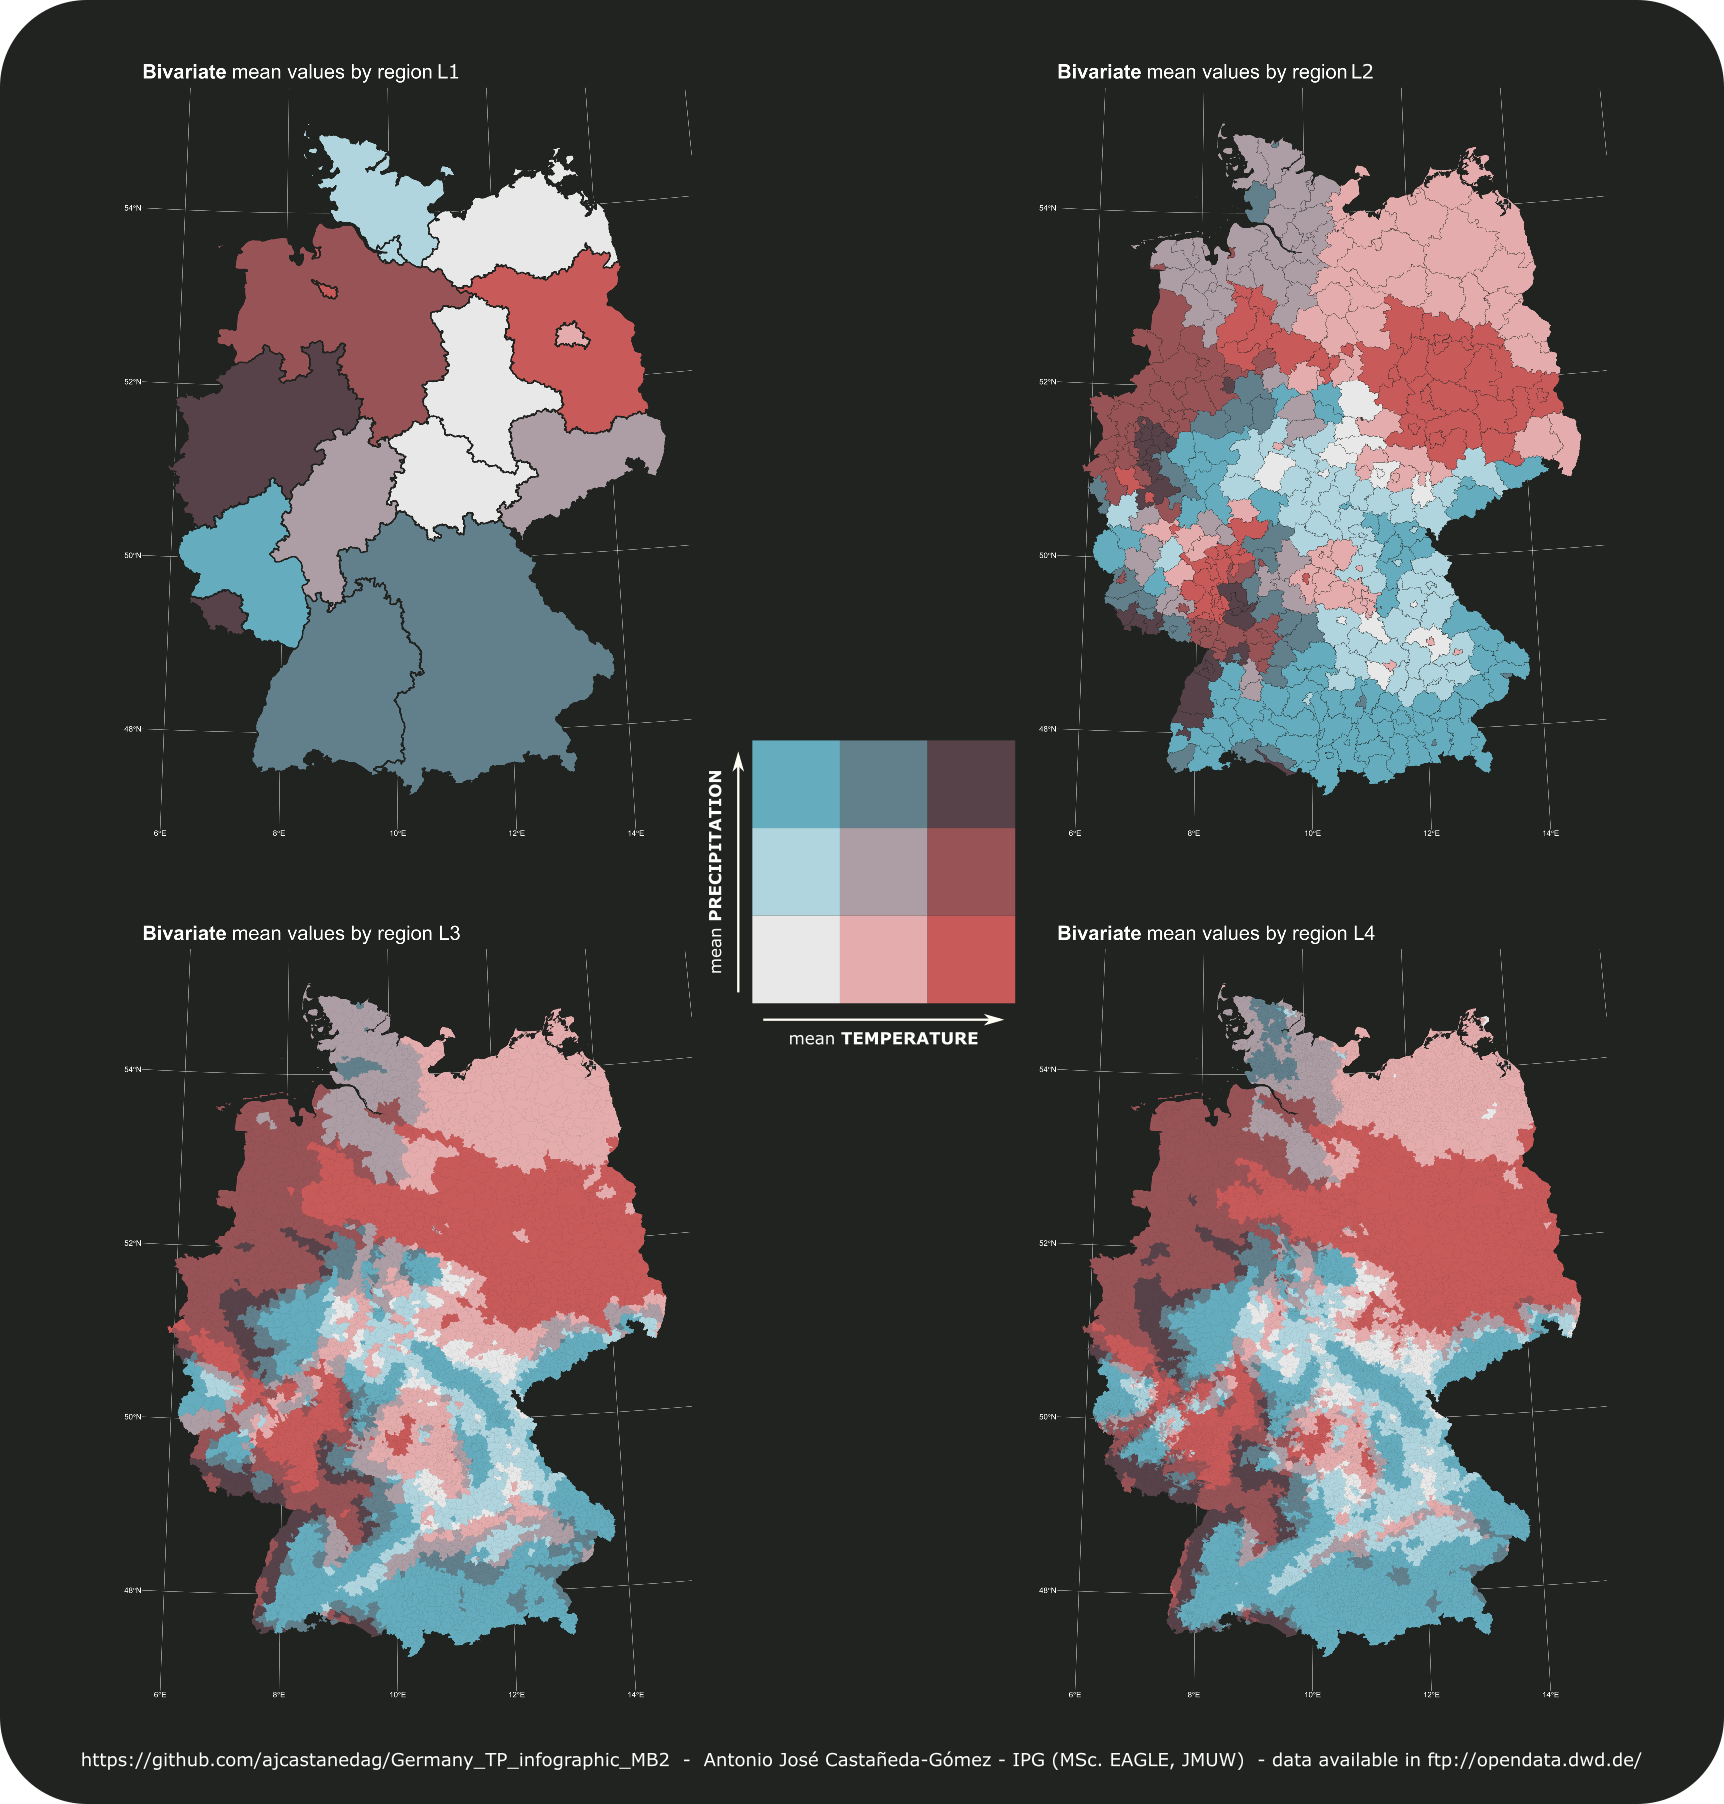 Bivariate mean values by region L1
Bivariate mean values by region L2
54°N
52°N
50°N
48°N
6°E 8°E 10°E 12°E 14°E
54°N
52°N
50°N
48°N
6°E 8°E 10°E 12°E 14°E
mean PRECIPITATION
mean TEMPERATURE
Bivariate mean values by region L3
Bivariate mean values by region L4
54°N
52°N
50°N
48°N
6°E 8°E 10°E 12°E 14°E
54°N
52°N
50°N
48°N
6°E 8°E 10°E 12°E 14°E
https://github.com/ajcastanedag/Germany_TP_infographic_MB2 - Antonio José Castañeda-Gómez - IPG (MSc. EAGLE, JMUW) - data available in ftp://opendata.dwd.de/